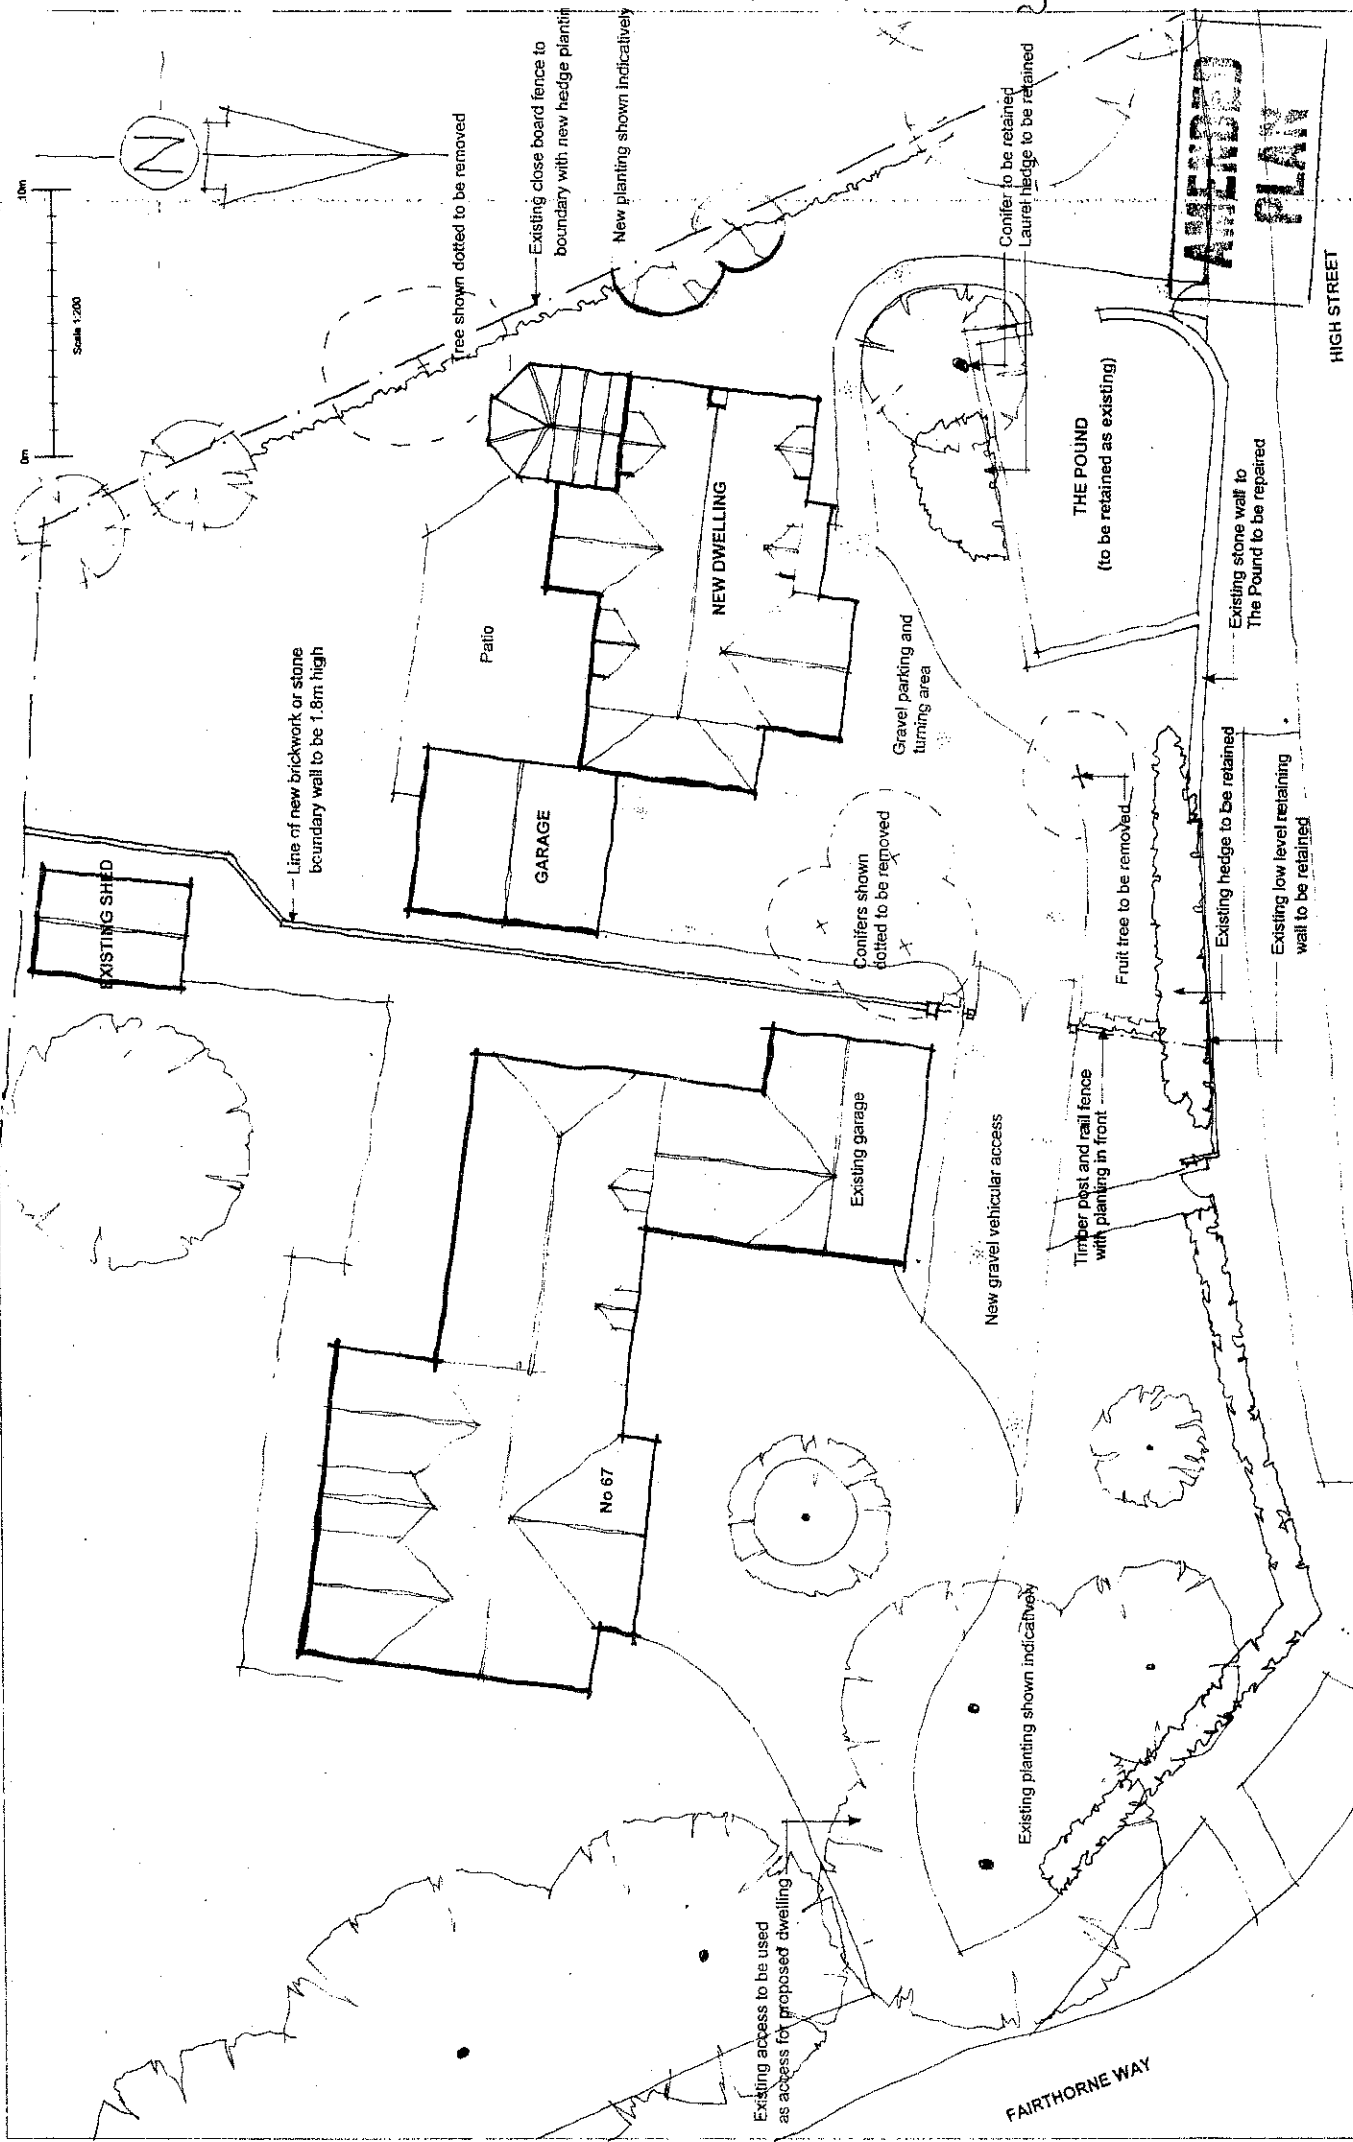 Scale 1:200
0m
10m
N
Tree shown dotted to be removed
Existing close board fence to
boundary with new hedge plantin
New planting shown indicatively
EXISTING SHED
Line of new brickwork or stone
boundary wall to be 1.8m high
Patio
GARAGE
NEW DWELLING
Gravel parking and
turning area
Conifers shown
dotted to be removed
Conifer to be retained
Laurel hedge to be retained
THE POUND
(to be retained as existing)
Existing stone wall to
The Pound to be repaired
Fruit tree to be removed
Existing hedge to be retained
Existing low level retaining
wall to be retained
Existing garage
New gravel vehicular access
Timber post and rail fence
with planting in front
No 67
Existing planting shown indicatively
Existing access to be used
as access for proposed dwelling
FAIRTHORNE WAY
HIGH STREET
AMENDED
PLAN